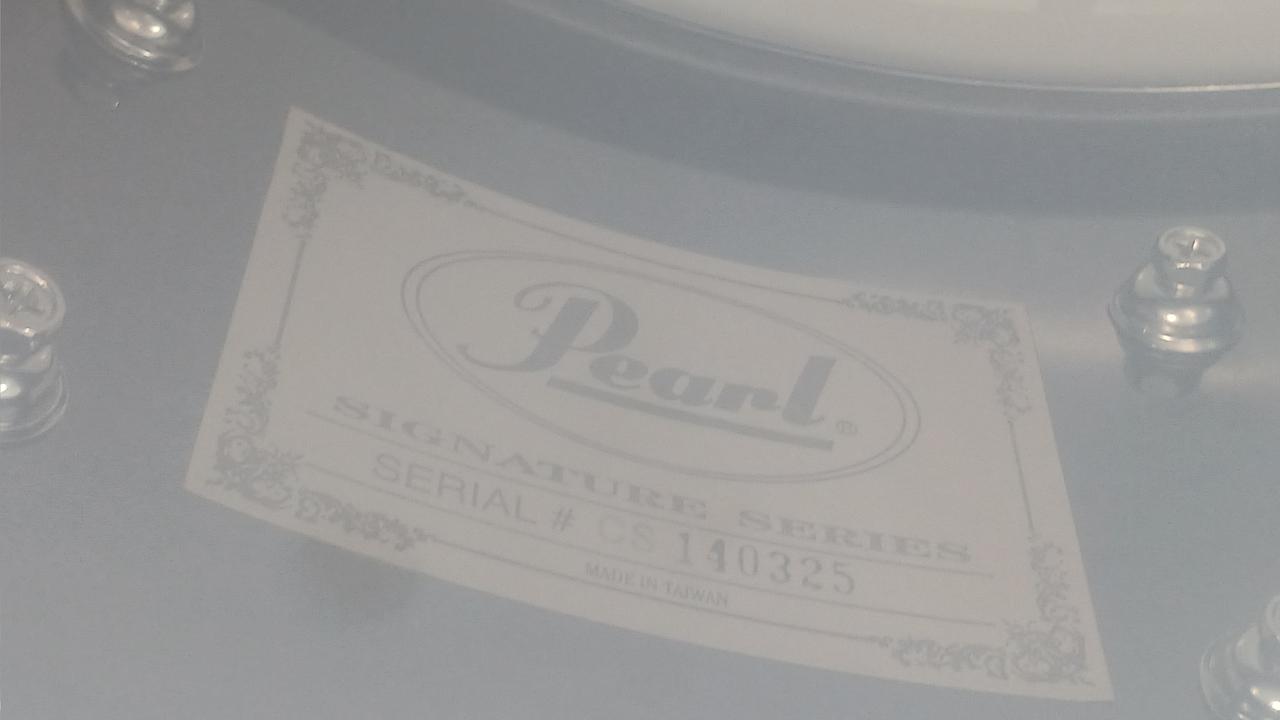 Pearl®
SIGNATURE SERIES
SERIAL # CS 140325
MADE IN TAIWAN